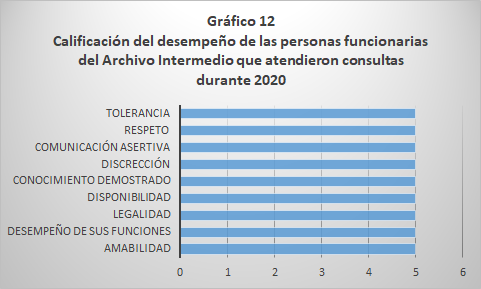 Gráfico 12
Calificación del desempeño de las personas funcionarias
del Archivo Intermedio que atendieron consultas
durante 2020
TOLERANCIA
RESPETO
COMUNICACIÓN ASERTIVA
DISCRECCIÓN
CONOCIMIENTO DEMOSTRADO
DISPONIBILIDAD
LEGALIDAD
DESEMPEÑO DE SUS FUNCIONES
AMABILIDAD
0 1 2 3 4 5 6